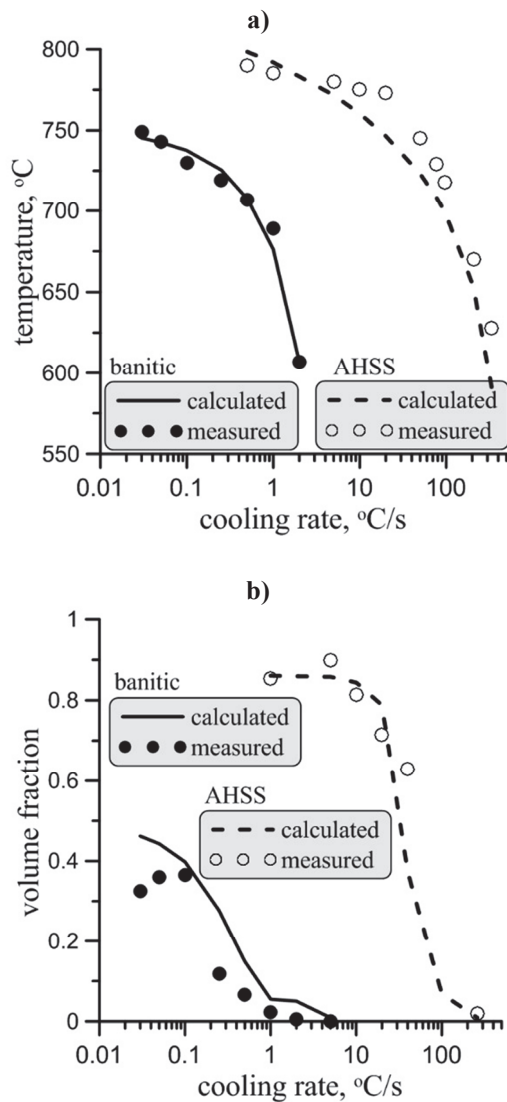 a)
800
750
700
650
600
550
temperature, °C
banitic
calculated
measured
AHSS
calculated
measured
0.01
0.1
1
10
100
cooling rate, °C/s
b)
1
0.8
0.6
0.4
0.2
0
volume fraction
banitic
calculated
measured
AHSS
calculated
measured
0.01
0.1
1
10
100
cooling rate, °C/s